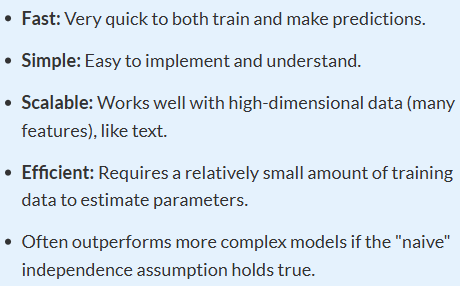 • Fast: Very quick to both train and make predictions.
• Simple: Easy to implement and understand.
• Scalable: Works well with high-dimensional data (many
features), like text.
• Efficient: Requires a relatively small amount of training
data to estimate parameters.
• Often outperforms more complex models if the "naive"
independence assumption holds true.